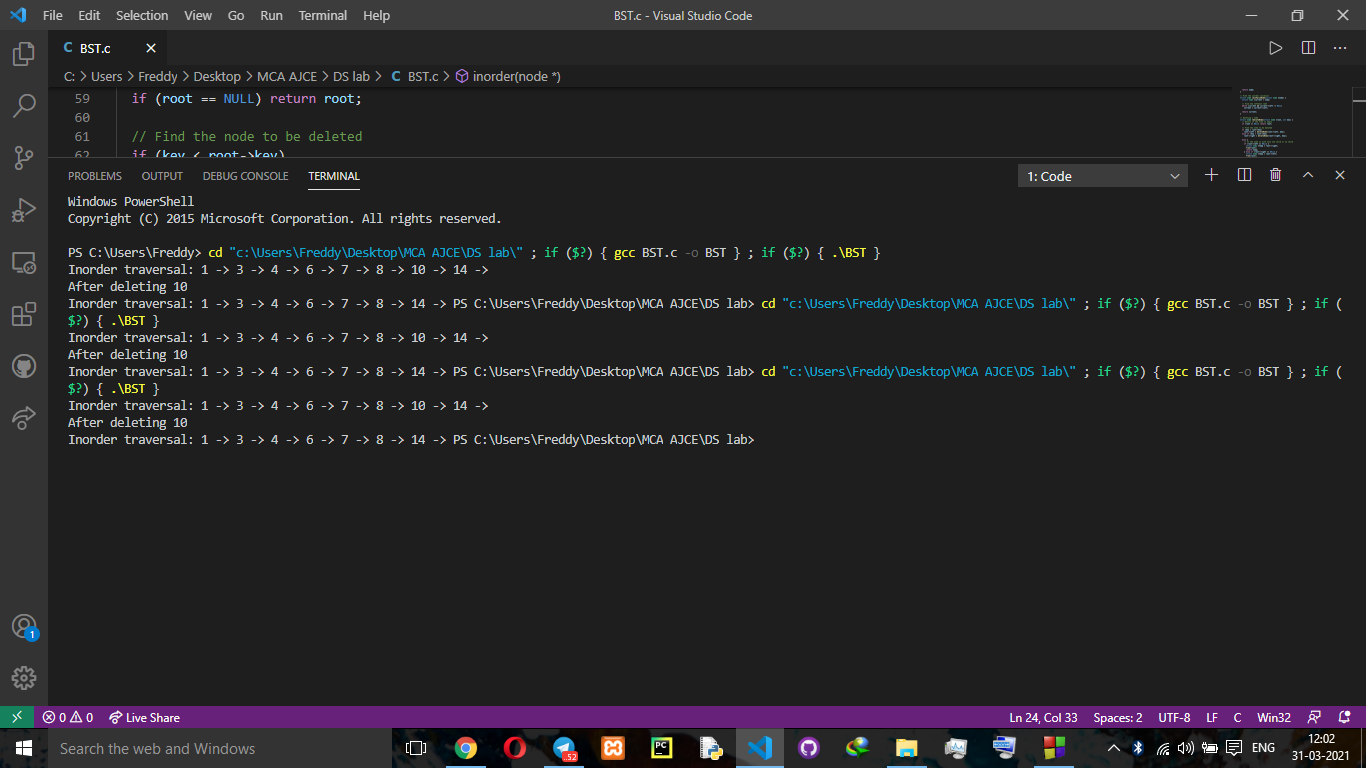 File Edit Selection View Go Run Terminal Help BST.c - Visual Studio Code
C BST.c
C: > Users > Freddy > Desktop > MCA AJCE > DS lab > C BST.c > inorder(node *)
59 if (root == NULL) return root;
60
61 // Find the node to be deleted
62 if (key < root->key)
PROBLEMS OUTPUT DEBUG CONSOLE TERMINAL 1: Code
Windows PowerShell
Copyright (C) 2015 Microsoft Corporation. All rights reserved.
PS C:\Users\Freddy> cd "c:\Users\Freddy\Desktop\MCA AJCE\DS lab\" ; if ($?) { gcc BST.c -o BST } ; if ($?) { .\BST }
Inorder traversal: 1 -> 3 -> 4 -> 6 -> 7 -> 8 -> 10 -> 14 ->
After deleting 10
Inorder traversal: 1 -> 3 -> 4 -> 6 -> 7 -> 8 -> 14 -> PS C:\Users\Freddy\Desktop\MCA AJCE\DS lab> cd "c:\Users\Freddy\Desktop\MCA AJCE\DS lab\" ; if ($?) { gcc BST.c -o BST } ; if (
$?) { .\BST }
Inorder traversal: 1 -> 3 -> 4 -> 6 -> 7 -> 8 -> 10 -> 14 ->
After deleting 10
Inorder traversal: 1 -> 3 -> 4 -> 6 -> 7 -> 8 -> 14 -> PS C:\Users\Freddy\Desktop\MCA AJCE\DS lab> cd "c:\Users\Freddy\Desktop\MCA AJCE\DS lab\" ; if ($?) { gcc BST.c -o BST } ; if (
$?) { .\BST }
Inorder traversal: 1 -> 3 -> 4 -> 6 -> 7 -> 8 -> 10 -> 14 ->
After deleting 10
Inorder traversal: 1 -> 3 -> 4 -> 6 -> 7 -> 8 -> 14 -> PS C:\Users\Freddy\Desktop\MCA AJCE\DS lab>
1
0 0 Live Share Ln 24, Col 33 Spaces: 2 UTF-8 LF C Win32
Search the web and Windows .52 PC ENG 12:02
31-03-2021